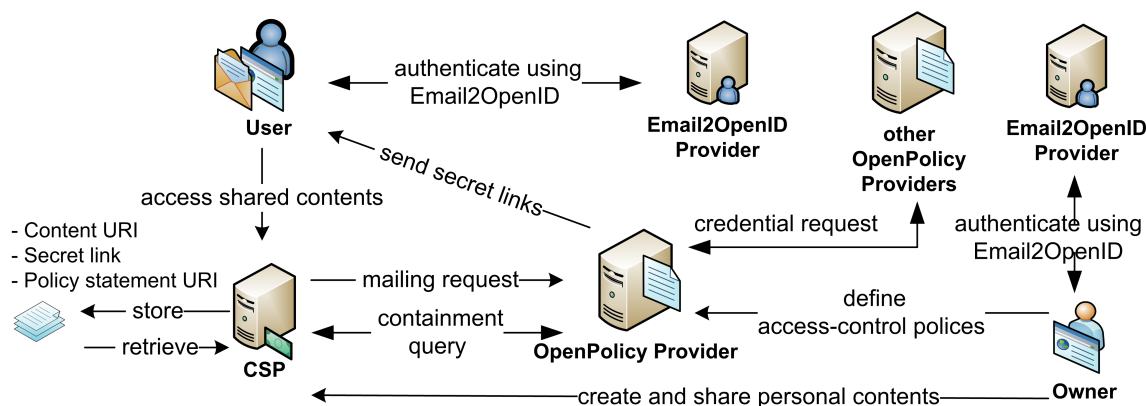 User
authenticate using
Email2OpenID
Email2OpenID
Provider
other
OpenPolicy
Providers
Email2OpenID
Provider
send secret links
access shared contents
credential request
authenticate using
Email2OpenID
- Content URI
- Secret link
- Policy statement URI
store
retrieve
CSP
mailing request
containment
query
OpenPolicy Provider
define
access-control polices
Owner
create and share personal contents